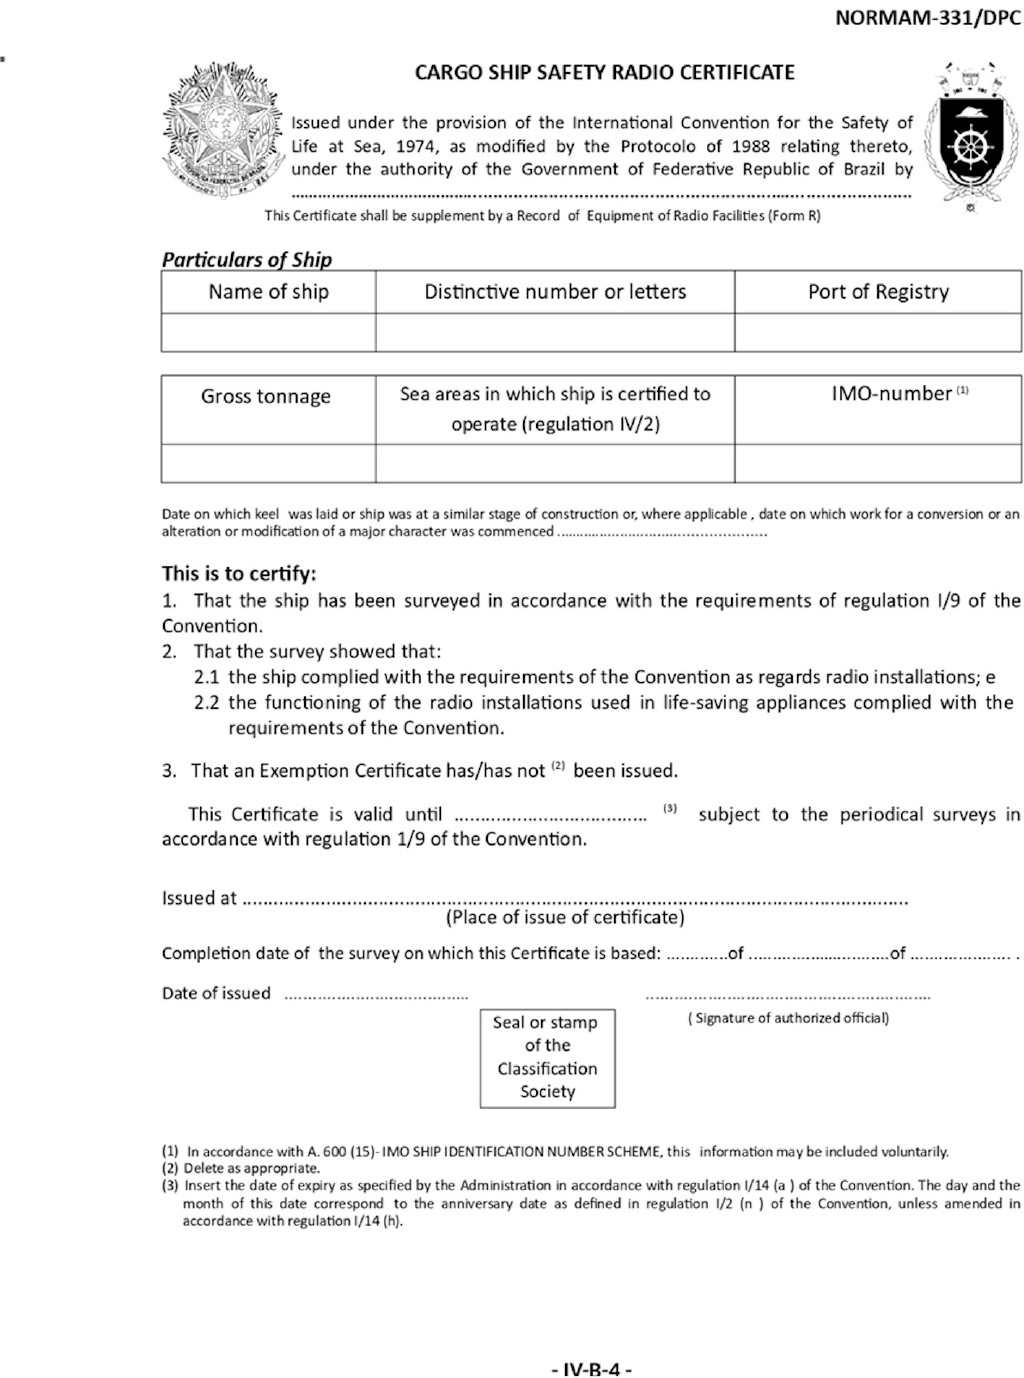 NORMAM-331/DPC
CARGO SHIP SAFETY RADIO CERTIFICATE
Issued under the provision of the International Convention for the Safety of
Life at Sea, 1974, as modified by the Protocolo of 1988 relating thereto,
under the authority of the Government of Federative Republic of Brazil by
..............................................................................................................
This Certificate shall be supplement by a Record of Equipment of Radio Facilities (Form R)
Particulars of Ship
Name of ship Distinctive number or letters Port of Registry
Gross tonnage Sea areas in which ship is certified to IMO-number (1)
operate (regulation IV/2)
Date on which keel was laid or ship was at a similar stage of construction or, where applicable , date on which work for a conversion or an
alteration or modification of a major character was commenced ..................................................
This is to certify:
1. That the ship has been surveyed in accordance with the requirements of regulation I/9 of the
Convention.
2. That the survey showed that:
2.1 the ship complied with the requirements of the Convention as regards radio installations; e
2.2 the functioning of the radio installations used in life-saving appliances complied with the
requirements of the Convention.
3. That an Exemption Certificate has/has not (2) been issued.
This Certificate is valid until ..................................... (3) subject to the periodical surveys in
accordance with regulation 1/9 of the Convention.
Issued at ................................................................................................................
(Place of issue of certificate)
Completion date of the survey on which this Certificate is based: ............of ...........................of .................... .
Date of issued ...................................... ............................................................
( Signature of authorized official)
Seal or stamp
of the
Classification
Society
(1) In accordance with A. 600 (15)- IMO SHIP IDENTIFICATION NUMBER SCHEME, this information may be included voluntarily.
(2) Delete as appropriate.
(3) Insert the date of expiry as specified by the Administration in accordance with regulation I/14 (a ) of the Convention. The day and the
month of this date correspond to the anniversary date as defined in regulation I/2 (n ) of the Convention, unless amended in
accordance with regulation I/14 (h).
- IV-B-4 -